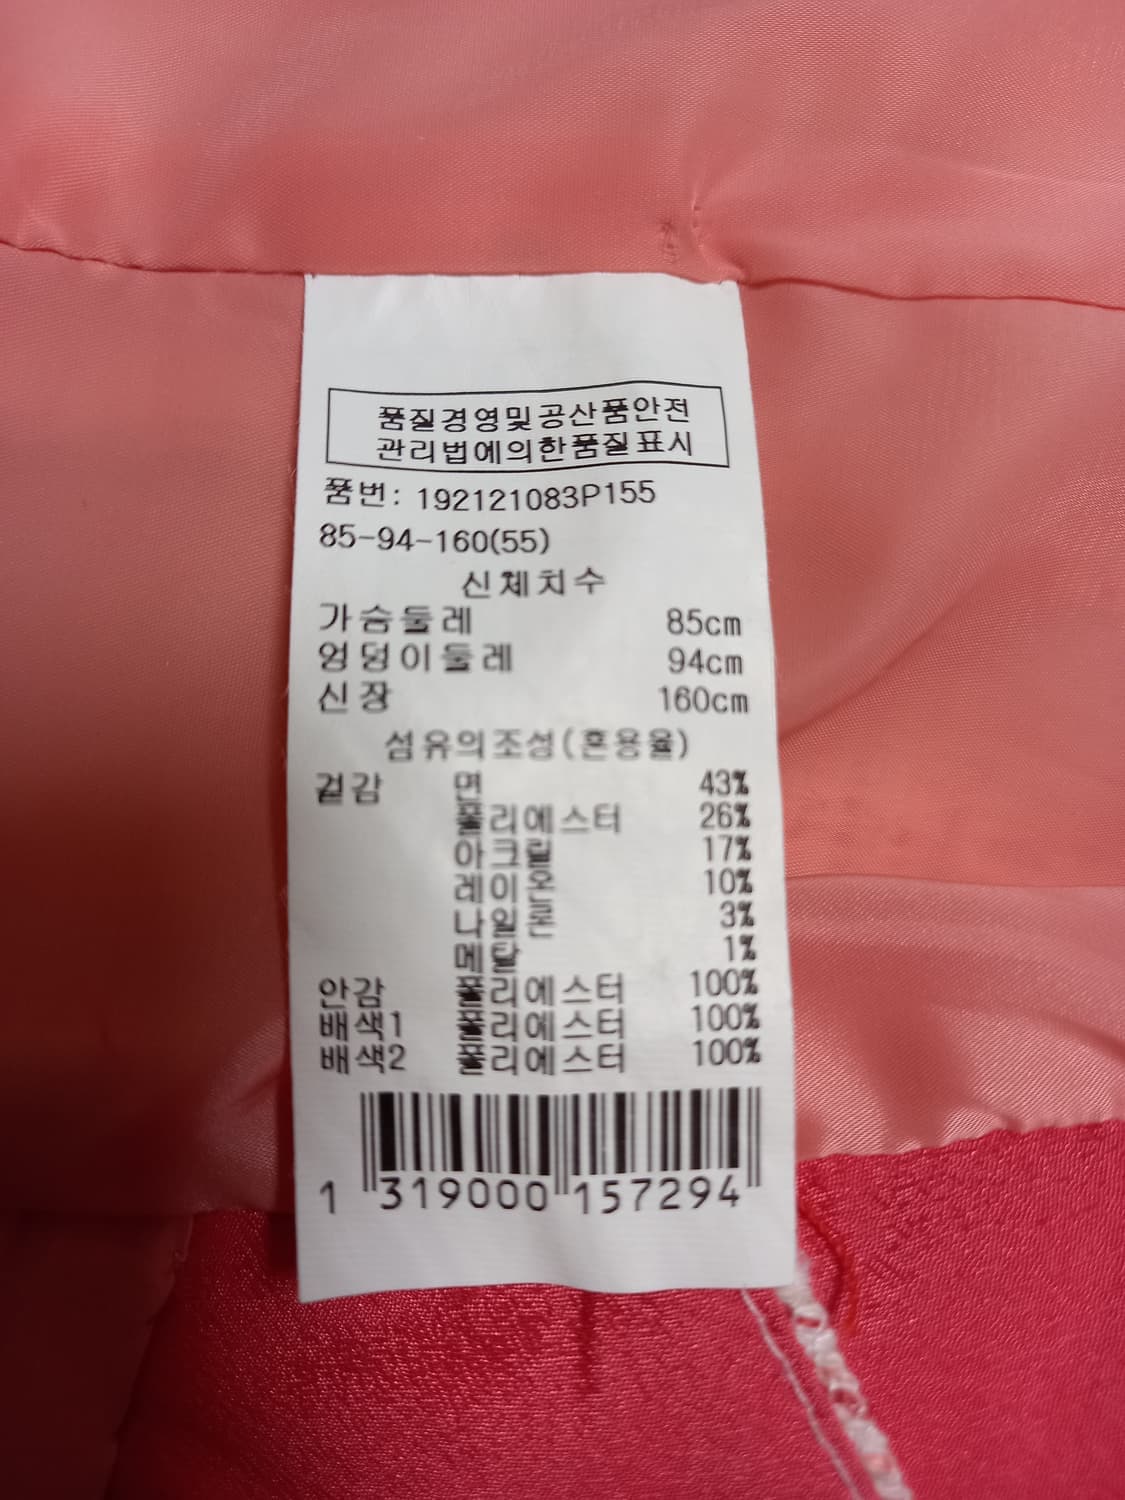 품질경영및공산품안전
관리법에의한품질표시
품번: 192121083P155
85-94-160(55)
신체치수
가슴둘레 85cm
엉덩이둘레 94cm
신장 160cm
섬유의조성(혼용율)
겉감 면 43%
폴리에스터 26%
아크릴 17%
레이온 10%
나일론 3%
메탈 1%
안감 폴리에스터 100%
배색1 폴리에스터 100%
배색2 폴리에스터 100%
1 319000 157294